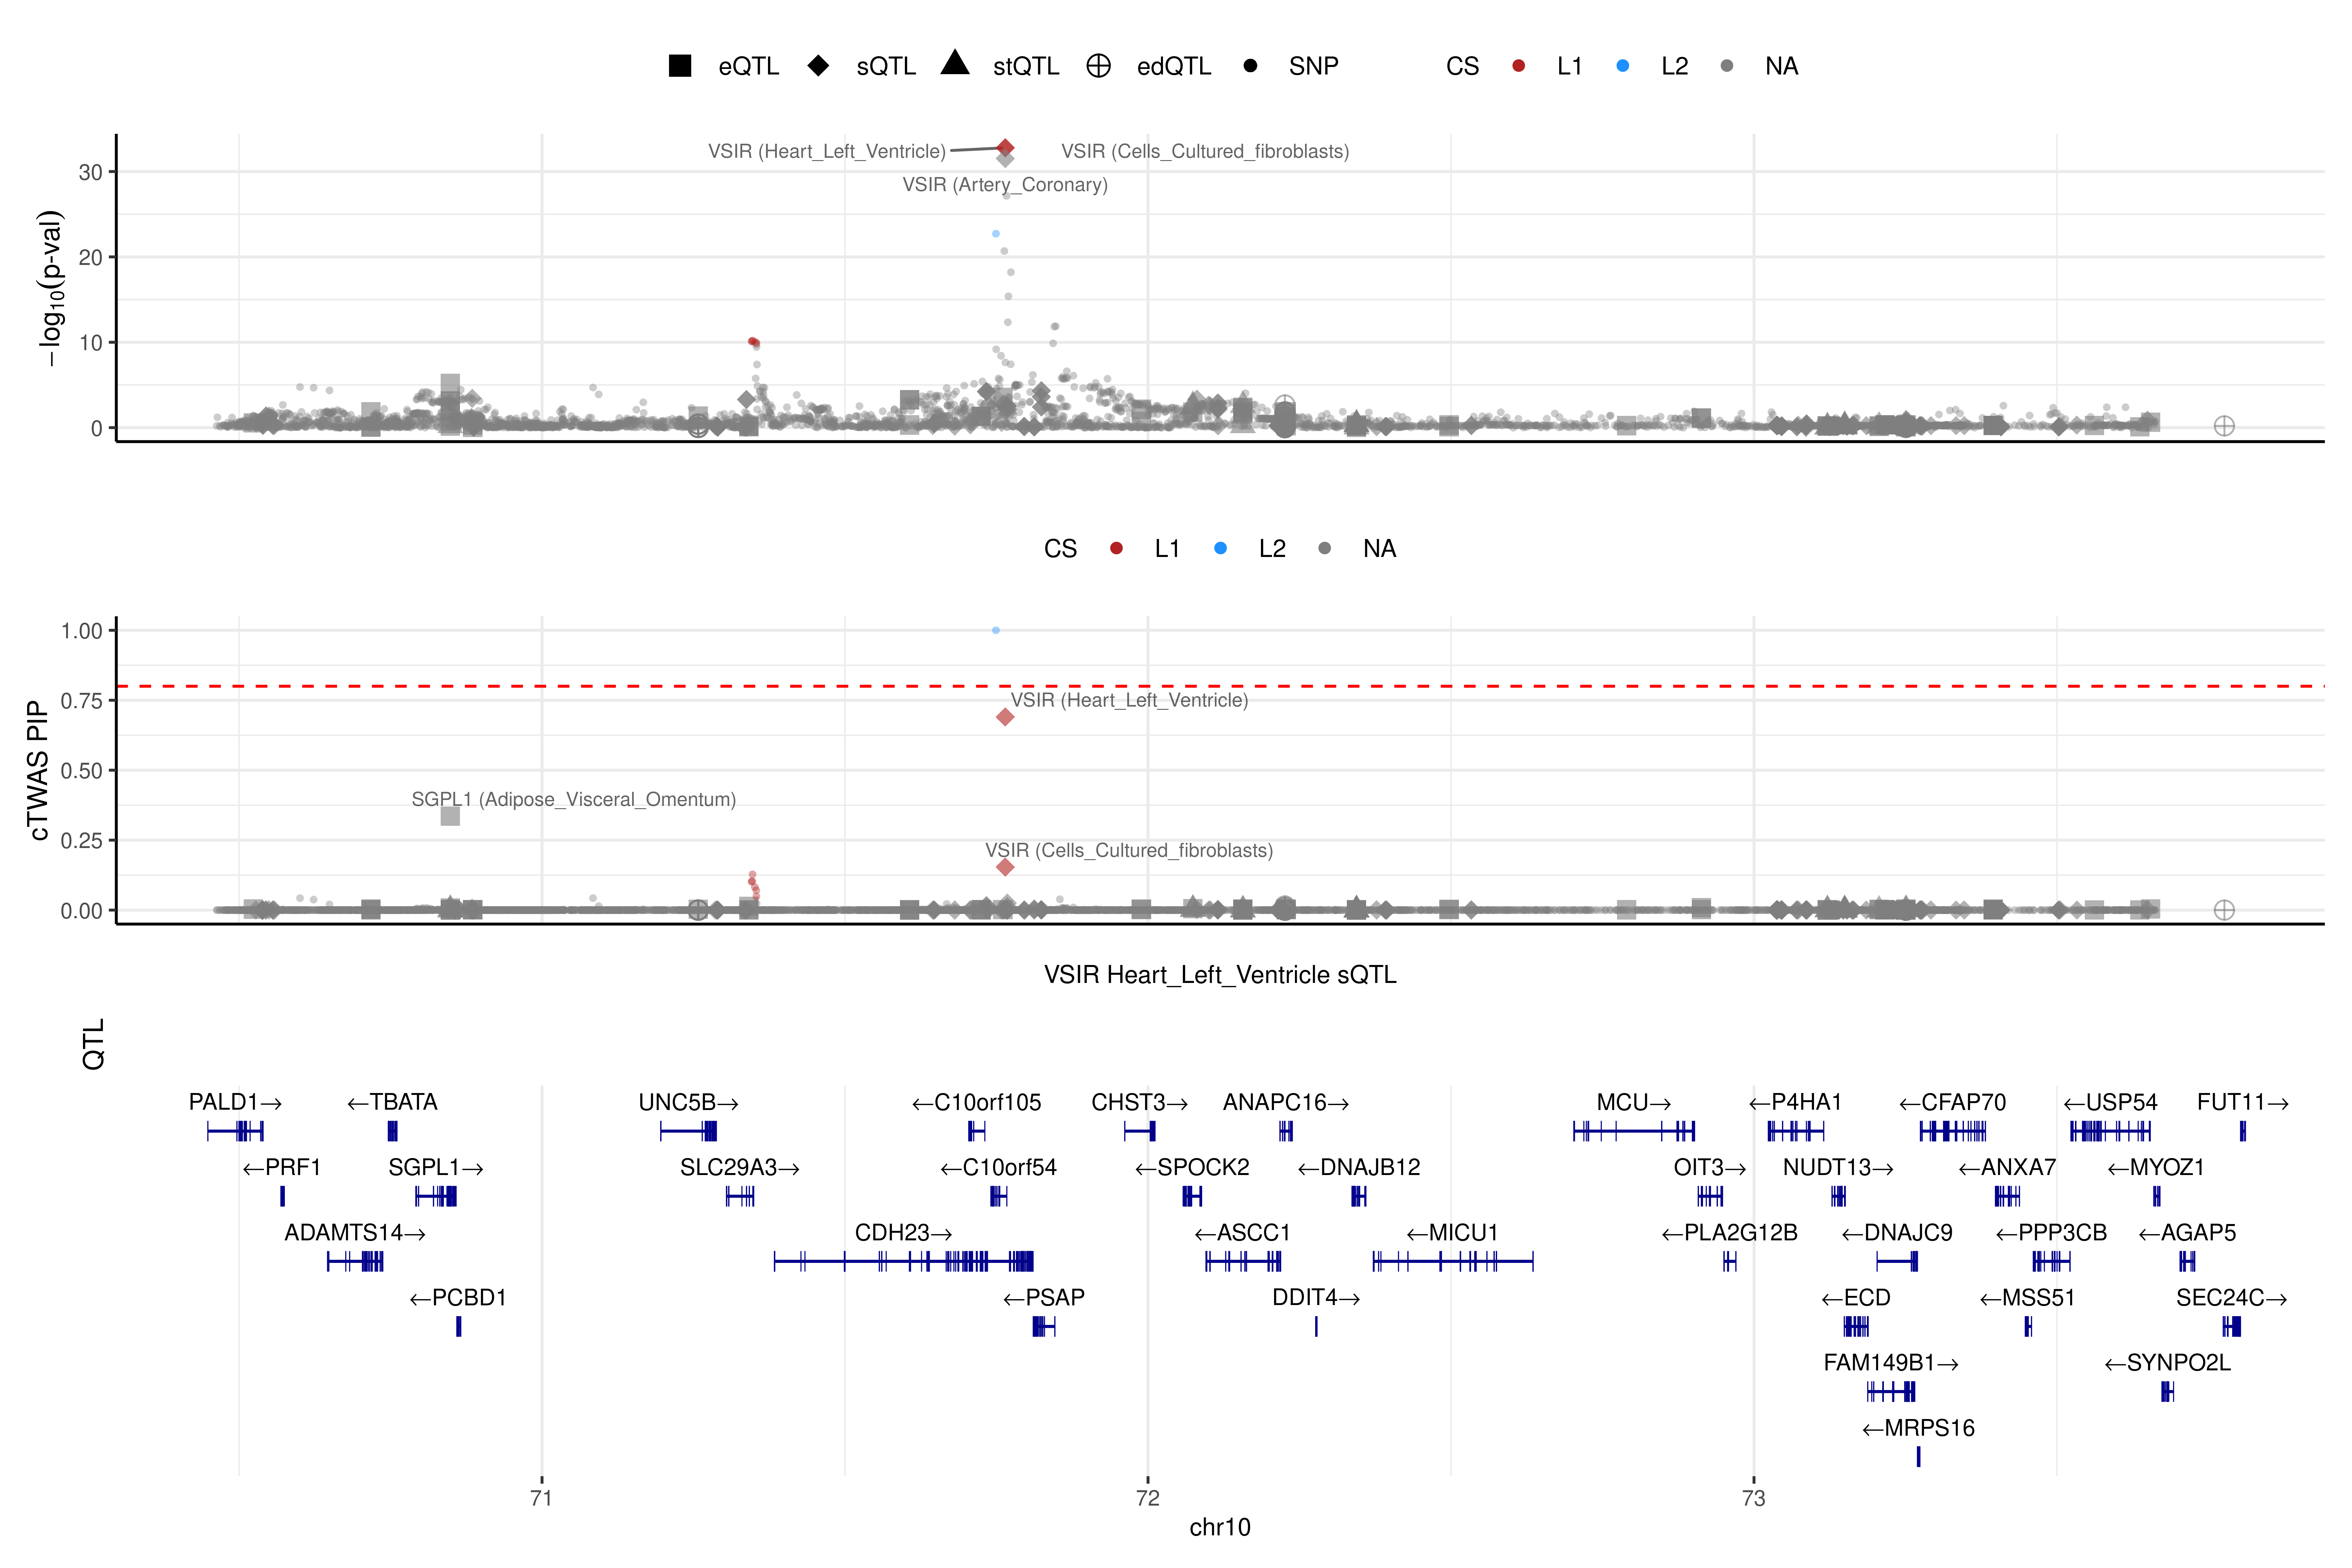 eQTL sQTL stQTL edQTL SNP CS L1 L2 NA
VSIR (Heart_Left_Ventricle) VSIR (Cells_Cultured_fibroblasts)
VSIR (Artery_Coronary)
−log10(p-val)
30
20
10
0
CS L1 L2 NA
cTWAS PIP
1.00
0.75
0.50
0.25
0.00
VSIR (Heart_Left_Ventricle)
SGPL1 (Adipose_Visceral_Omentum)
VSIR (Cells_Cultured_fibroblasts)
VSIR Heart_Left_Ventricle sQTL
QTL
PALD1→ ←TBATA UNC5B→ ←C10orf105 CHST3→ ANAPC16→ MCU→ ←P4HA1 ←CFAP70 ←USP54 FUT11→
←PRF1 SGPL1→ SLC29A3→ ←C10orf54 ←SPOCK2 ←DNAJB12 OIT3→ NUDT13→ ←ANXA7 ←MYOZ1
ADAMTS14→ CDH23→ ←ASCC1 ←MICU1 ←PLA2G12B ←DNAJC9 ←PPP3CB ←AGAP5
←PCBD1 ←PSAP DDIT4→ ←ECD ←MSS51 SEC24C→
FAM149B1→ ←SYNPO2L
←MRPS16
71 72 73
chr10